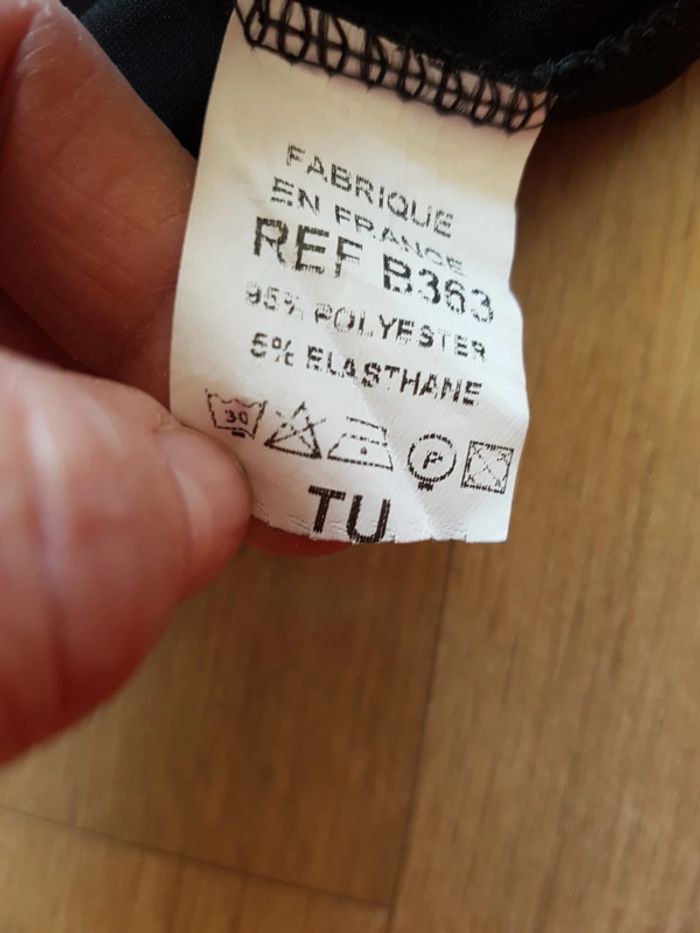 FABRIQUE
EN FRANCE
REF B363
95% POLYESTER
5% ELASTHANE
30 P
TU